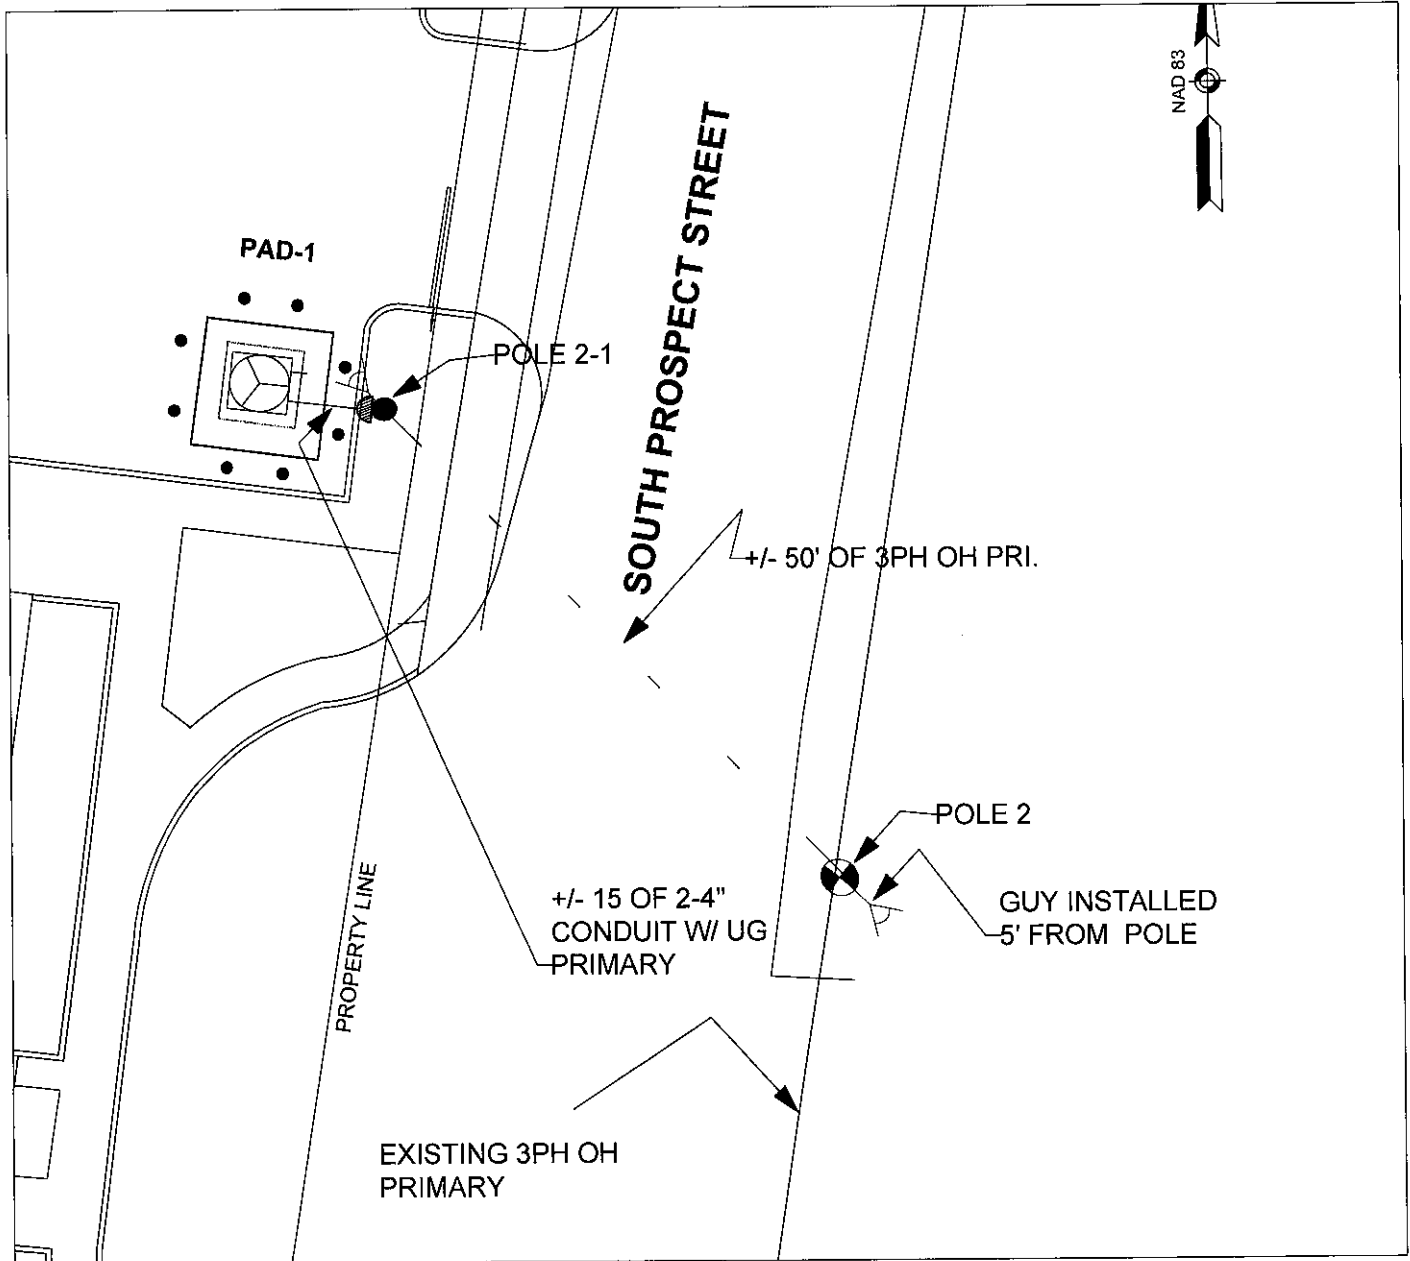 NAD 83
SOUTH PROSPECT STREET
PAD-1
POLE 2-1
+/- 50' OF 3PH OH PRI.
POLE 2
PROPERTY LINE
+/- 15 OF 2-4"
CONDUIT W/ UG
PRIMARY
GUY INSTALLED
5' FROM POLE
EXISTING 3PH OH
PRIMARY